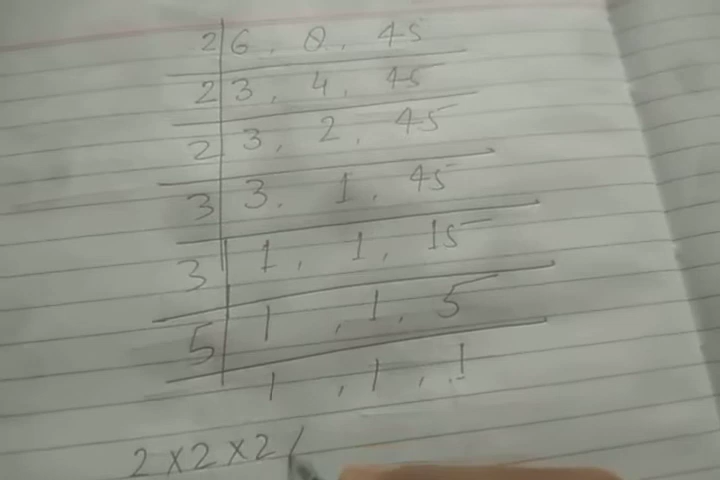 2 6, 8, 45
2 3, 4, 45
2 3, 2, 45
3 3, 1, 45
3 1, 1, 15
5 1, 1, 5
1, 1, 1
2 × 2 × 2